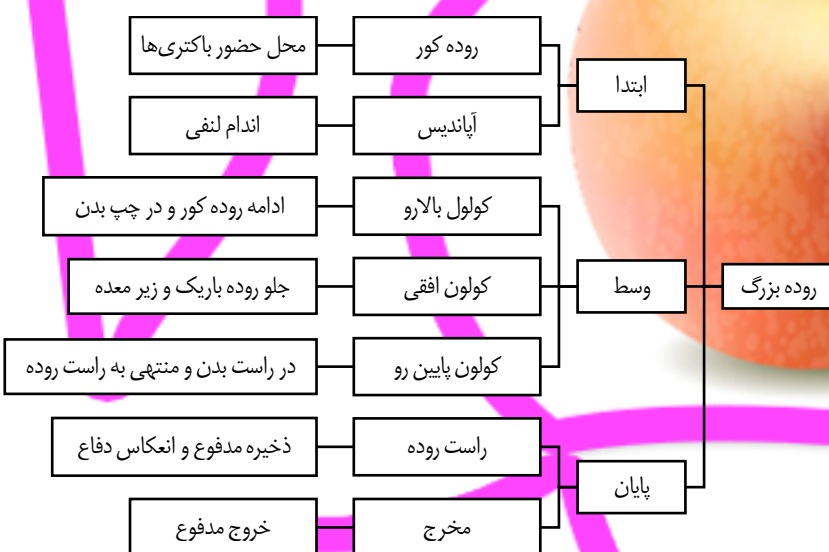 روده بزرگ
ابتدا
روده کور
محل حضور باکتری‌ها
آپاندیس
اندام لنفی
وسط
کولول بالارو
ادامه روده کور و در چپ بدن
کولون افقی
جلو روده باریک و زیر معده
کولون پایین رو
در راست بدن و منتهی به راست روده
پایان
راست روده
ذخیره مدفوع و انعکاس دفاع
مخرج
خروج مدفوع